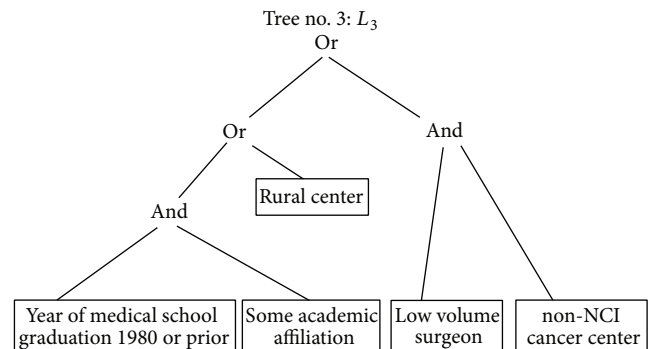 Tree no. 3: L3
Or
Or
And
Rural center
And
Year of medical school
graduation 1980 or prior
Some academic
affiliation
Low volume
surgeon
non-NCI
cancer center